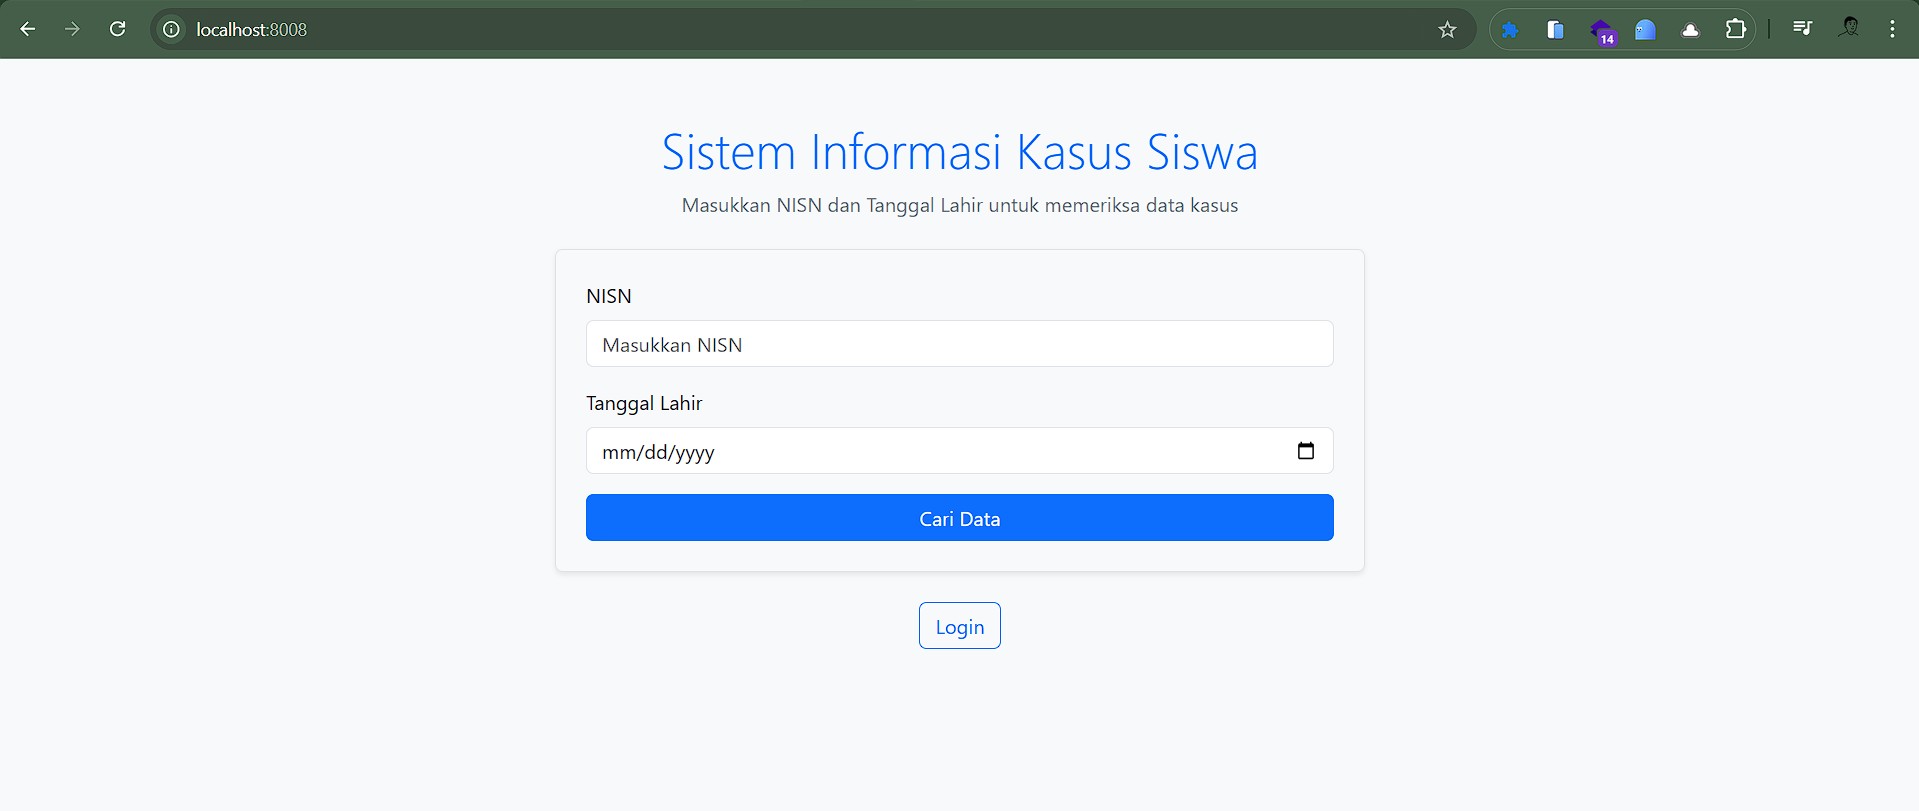 localhost:8008
14
Sistem Informasi Kasus Siswa
Masukkan NISN dan Tanggal Lahir untuk memeriksa data kasus
NISN
Masukkan NISN
Tanggal Lahir
mm/dd/yyyy
Cari Data
Login